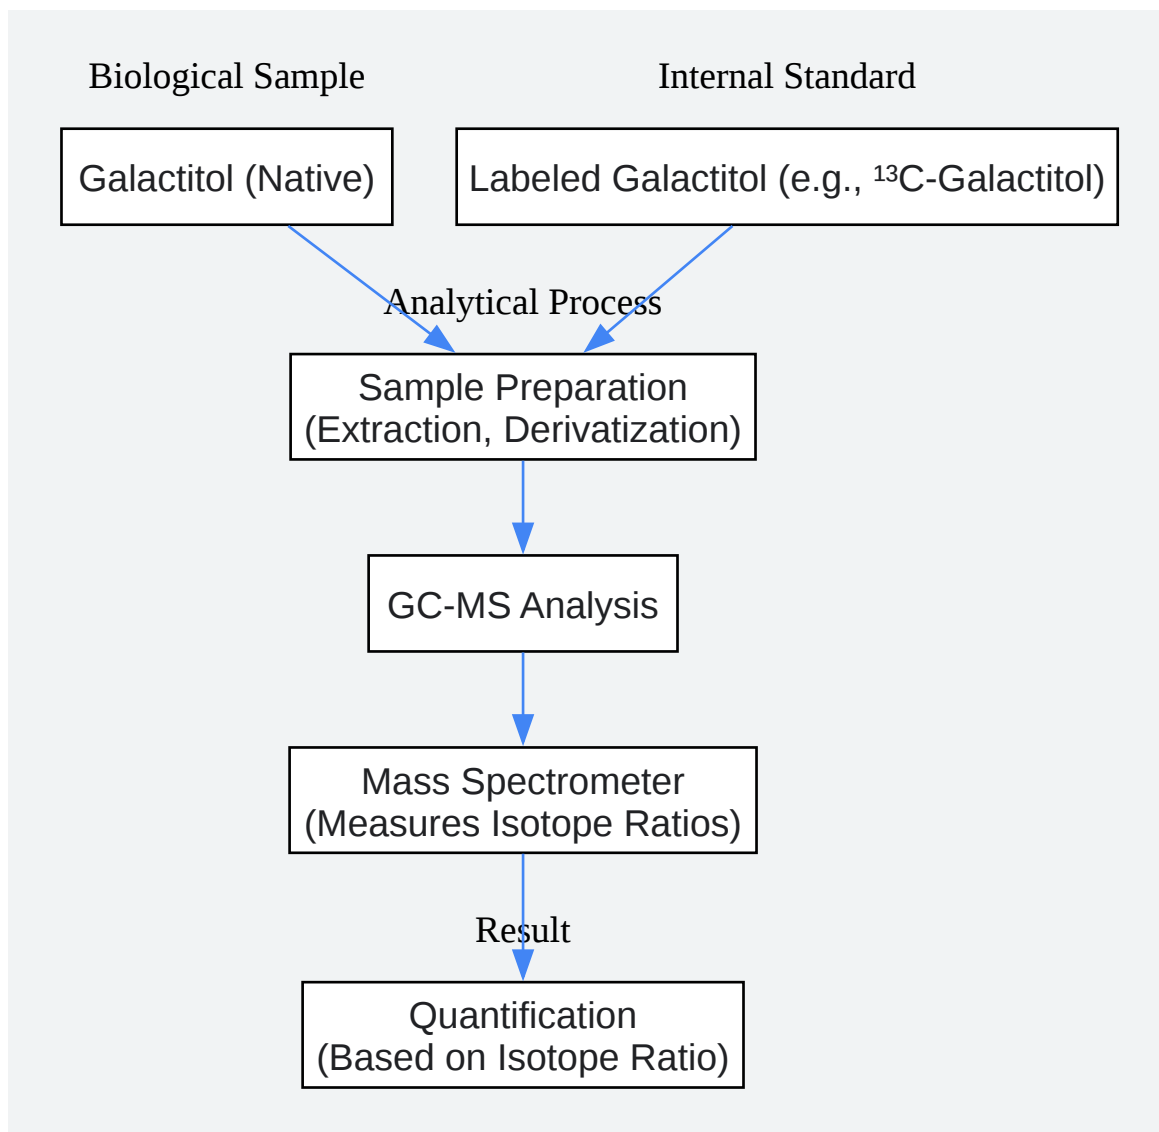 Biological Sample
Internal Standard
Galactitol (Native)
Labeled Galactitol (e.g., ¹³C-Galactitol)
Analytical Process
Sample Preparation
(Extraction, Derivatization)
GC-MS Analysis
Mass Spectrometer
(Measures Isotope Ratios)
Result
Quantification
(Based on Isotope Ratio)